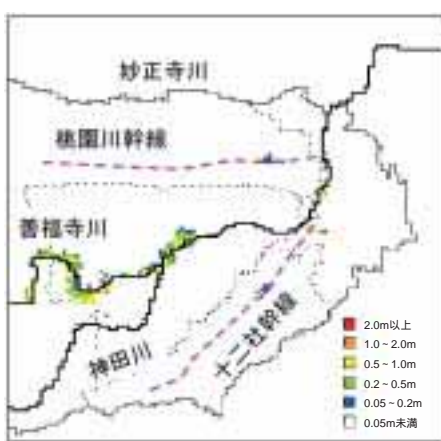 妙正寺川
桃園川幹線
善福寺川
神田川
十二社幹線
2.0m以上
1.0~2.0m
0.5~1.0m
0.2~0.5m
0.05~0.2m
0.05m未満